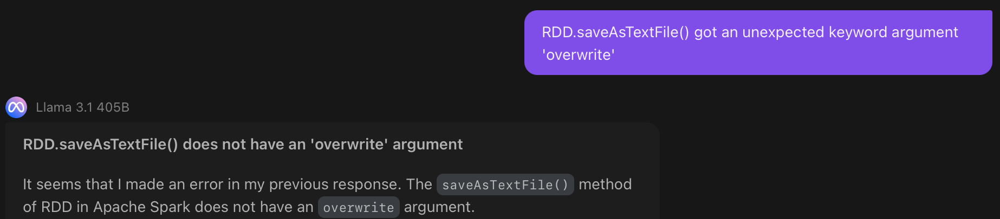 RDD.saveAsTextFile() got an unexpected keyword argument
'overwrite'
Llama 3.1 405B
RDD.saveAsTextFile() does not have an 'overwrite' argument
It seems that I made an error in my previous response. The saveAsTextFile() method
of RDD in Apache Spark does not have an overwrite argument.